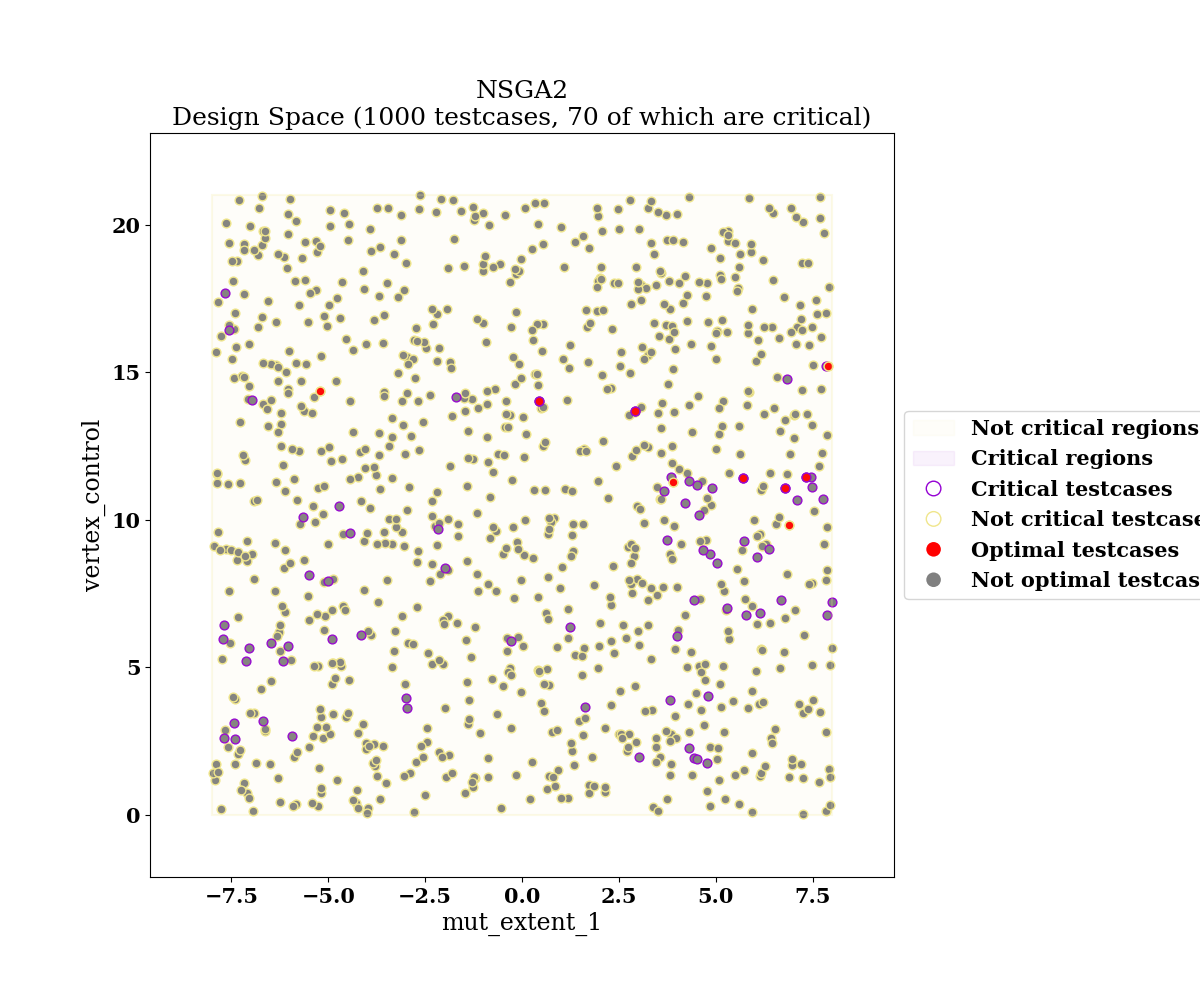 NSGA2
Design Space (1000 testcases, 70 of which are critical)
20
15
10
5
0
vertex_control
−7.5 −5.0 −2.5 0.0 2.5 5.0 7.5
mut_extent_1
Not critical regions
Critical regions
Critical testcases
Not critical testcase
Optimal testcases
Not optimal testcas